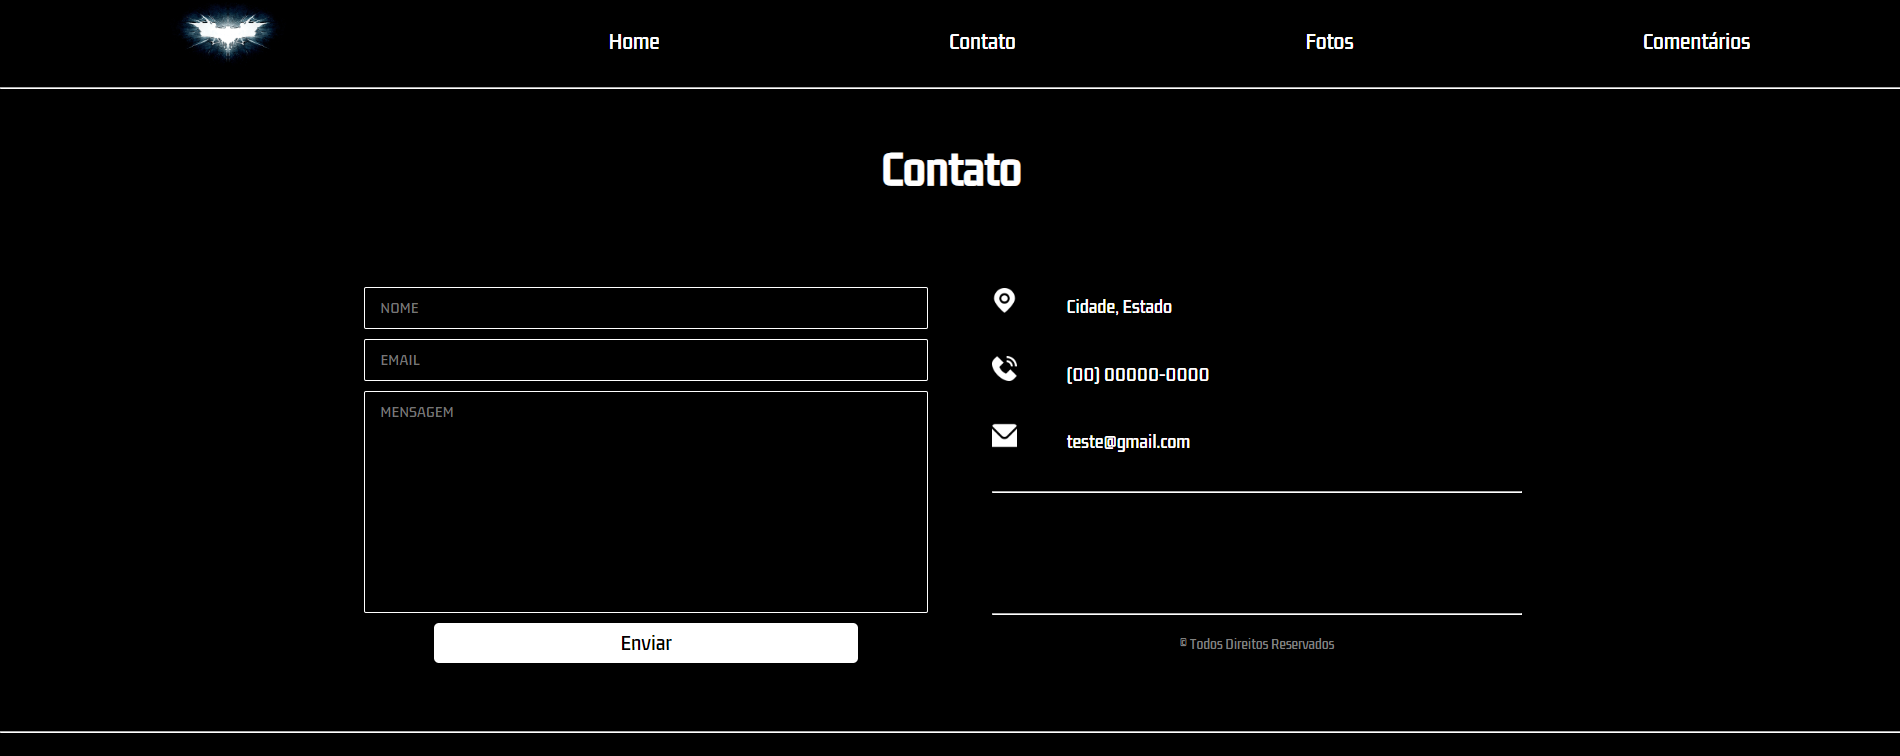 Home Contato Fotos Comentários
Contato
NOME
EMAIL
MENSAGEM
Enviar
Cidade, Estado
(00) 00000-0000
teste@gmail.com
© Todos Direitos Reservados